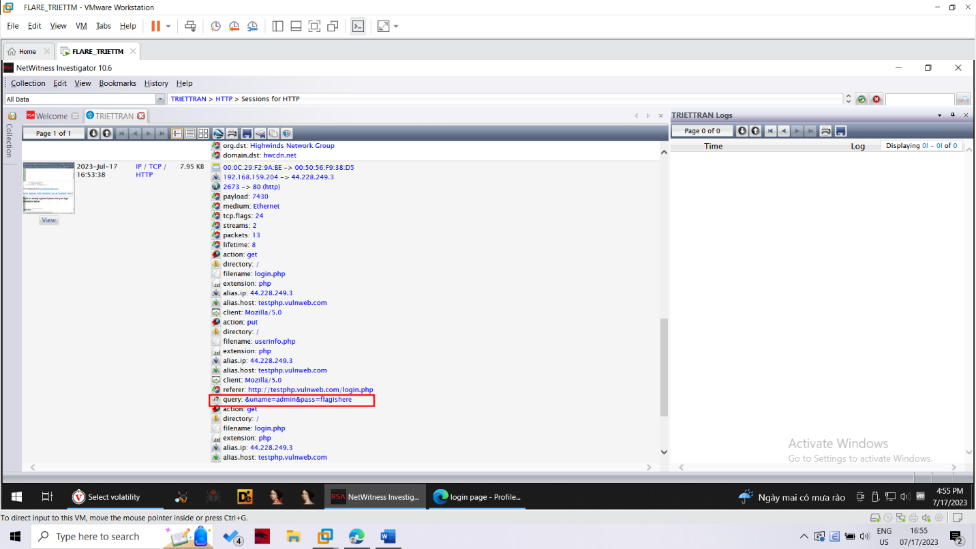 FLARE_TRIETTM - VMware Workstation
File Edit View VM Tabs Help
Home FLARE_TRIETTM
NetWitness Investigator 10.6
Collection Edit View Bookmarks History Help
All Data TRIETTRAN > HTTP > Sessions for HTTP
Collection
Welcome TRIETTRAN
TRIETTRAN Logs
Page 1 of 1
Page 0 of 0 Displaying 0l - 0l of 0
Time Log
org.dst: Highwinds Network Group
domain.dst: hwcdn.net
2023-Jul-17 16:53:38 IP / TCP / HTTP 7.95 KB
View
00:0C:29:F2:9A:BE -> 00:50:56:F9:38:D5
192.168.159.204 -> 44.228.249.3
2673 -> 80 (http)
payload: 7430
medium: Ethernet
tcp.flags: 24
streams: 2
packets: 13
lifetime: 8
action: get
directory: /
filename: login.php
extension: php
alias.ip: 44.228.249.3
alias.host: testphp.vulnweb.com
client: Mozilla/5.0
action: put
directory: /
filename: userinfo.php
extension: php
alias.ip: 44.228.249.3
alias.host: testphp.vulnweb.com
client: Mozilla/5.0
referer: http://testphp.vulnweb.com/login.php
query: &uname=admin&pass=flagishere
action: get
directory: /
filename: login.php
extension: php
alias.ip: 44.228.249.3
alias.host: testphp.vulnweb.com
Activate Windows
Go to Settings to activate Windows.
Select volatility
NetWitness Investig...
login page - Profile...
Ngày mai có mưa rào
4:55 PM
7/17/2023
To direct input to this VM, move the mouse pointer inside or press Ctrl+G.
Type here to search
4
ENG
US
16:55
07/17/2023
2